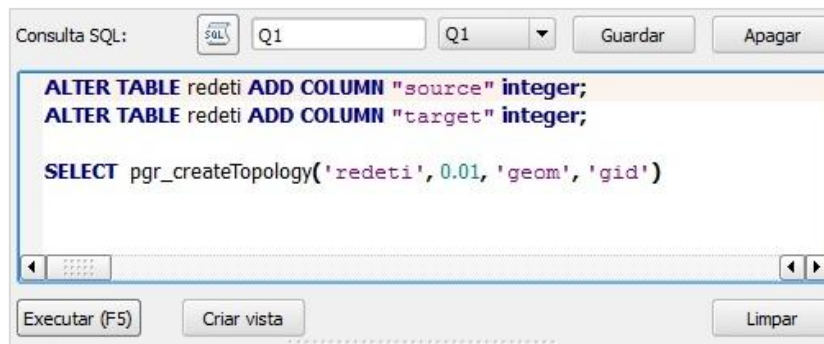 Consulta SQL: SQL Q1 Q1 Guardar Apagar
ALTER TABLE redeti ADD COLUMN "source" integer;
ALTER TABLE redeti ADD COLUMN "target" integer;
SELECT pgr_createTopology('redeti', 0.01, 'geom', 'gid')
Executar (F5) Criar vista Limpar